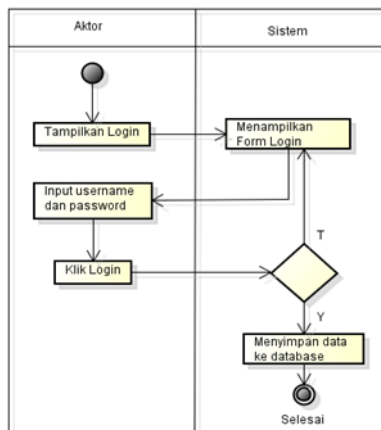 Aktor
Sistem
Tampilkan Login
Menampilkan
Form Login
Input username
dan password
Klik Login
T
Y
Menyimpan data
ke database
Selesai